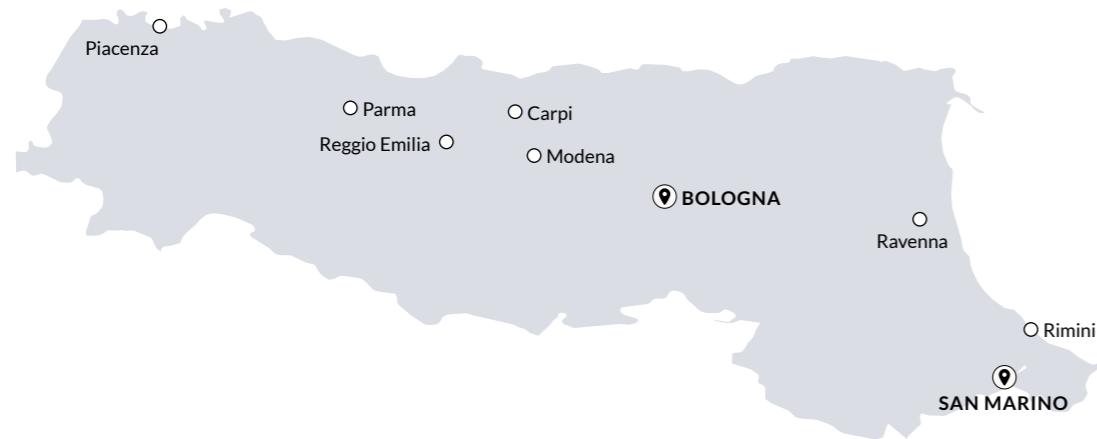 Piacenza
Parma
Carpi
Reggio Emilia
Modena
BOLOGNA
Ravenna
Rimini
SAN MARINO